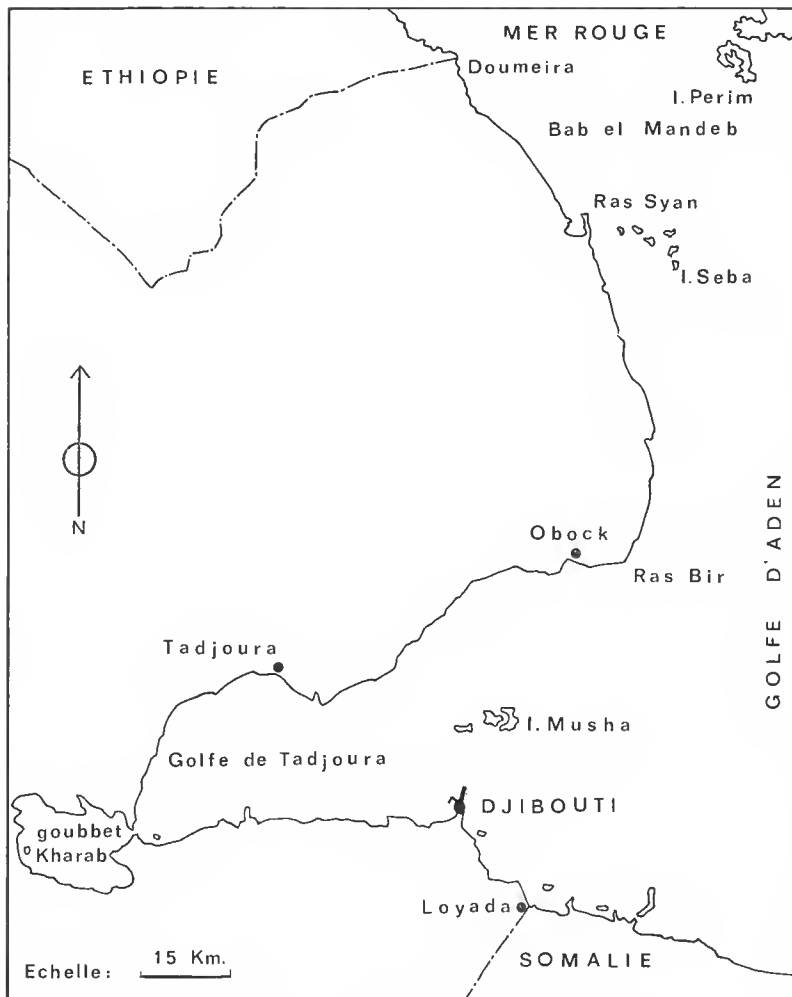 MER ROUGE
ETHIOPIE
Doumeira
I. Perim
Bab el Mandeb
Ras Syan
I. Seba
N
Obock
Ras Bir
GOLFE D'ADEN
Tadjoura
I. Musha
Golfe de Tadjoura
DJIBOUTI
goubbet
Kharab
Loyada
SOMALIE
Echelle: 15 Km.